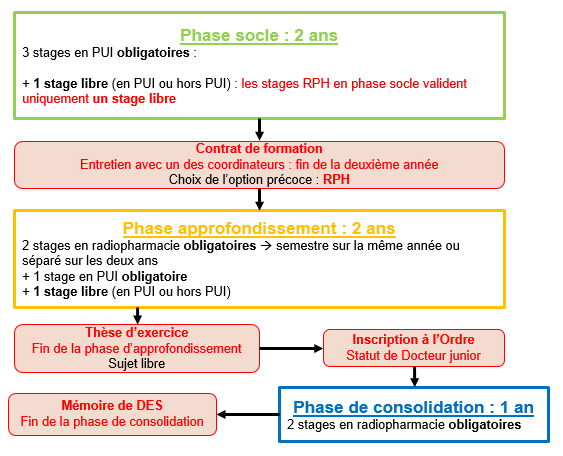 Phase socle : 2 ans
3 stages en PUI obligatoires :
+ 1 stage libre (en PUI ou hors PUI) : les stages RPH en phase socle valident
uniquement un stage libre
Contrat de formation
Entretien avec un des coordinateurs : fin de la deuxième année
Choix de l'option précoce : RPH
Phase approfondissement : 2 ans
2 stages en radiopharmacie obligatoires → semestre sur la même année ou
séparé sur les deux ans
+ 1 stage en PUI obligatoire
+ 1 stage libre (en PUI ou hors PUI)
Thèse d'exercice
Fin de la phase d'approfondissement
Sujet libre
Inscription à l'Ordre
Statut de Docteur junior
Phase de consolidation : 1 an
2 stages en radiopharmacie obligatoires
Mémoire de DES
Fin de la phase de consolidation